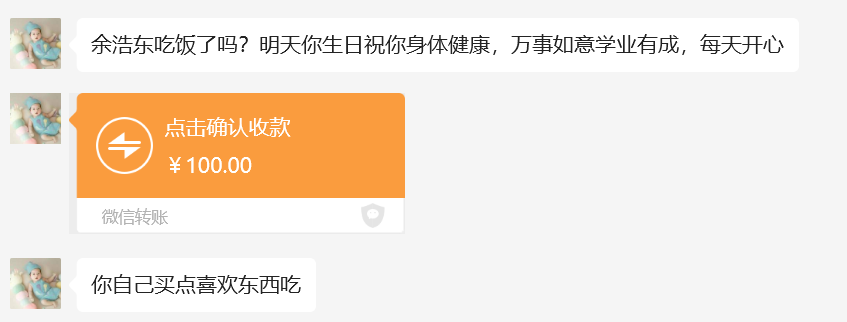 余浩东吃饭了吗？明天你生日祝你身体健康，万事如意学业有成，每天开心
点击确认收款
￥100.00
微信转账
你自己买点喜欢东西吃